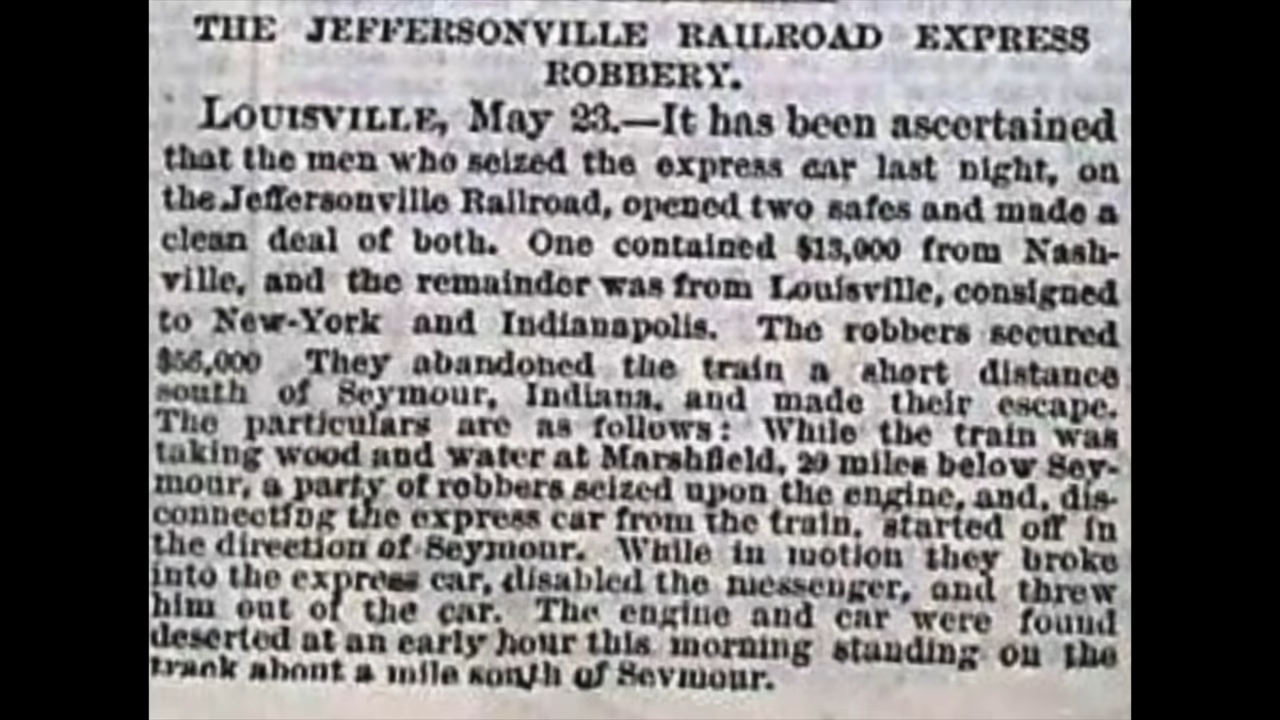 THE JEFFERSONVILLE RAILROAD EXPRESS
ROBBERY.
LOUISVILLE, May 23.—It has been ascertained
that the men who seized the express car last night, on
the Jeffersonville Railroad, opened two safes and made a
clean deal of both. One contained $13,000 from Nash-
ville, and the remainder was from Louisville, consigned
to New-York and Indianapolis. The robbers secured
They abandoned the train a short distance
south of Seymour, Indiana, and made their escape.
The particulars are as follows: While the train was
taking wood and water at Marshfield, 20 miles below Sey-
mour, a party of robbers seized upon the engine, and, dis-
connecting the express car from the train, started off in
the direction of Seymour. While in motion they broke
into the express car, disabled the messenger, and threw
him out of the car. The engine and car were found
deserted at an early hour this morning standing on the
track about a mile south of Seymour.